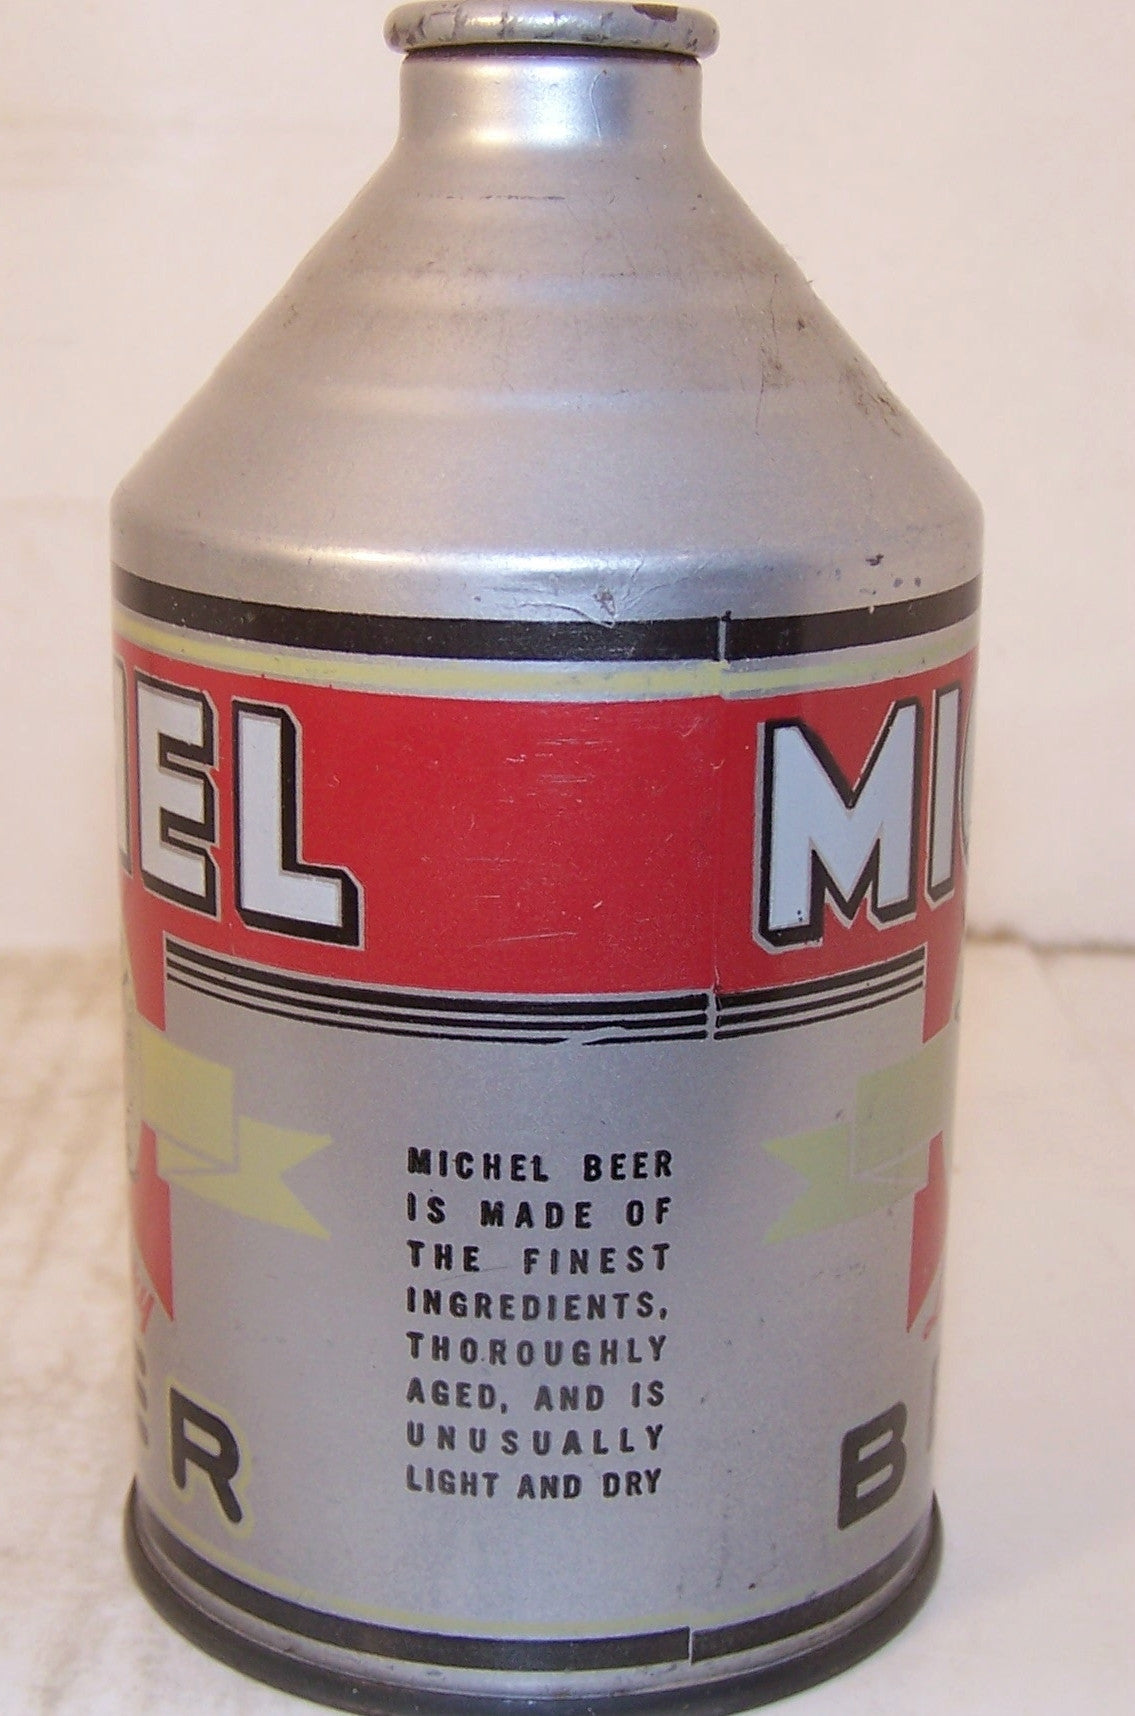 MICHEL BEER
IS MADE OF
THE FINEST
INGREDIENTS,
THOROUGHLY
AGED, AND IS
UNUSUALLY
LIGHT AND DRY